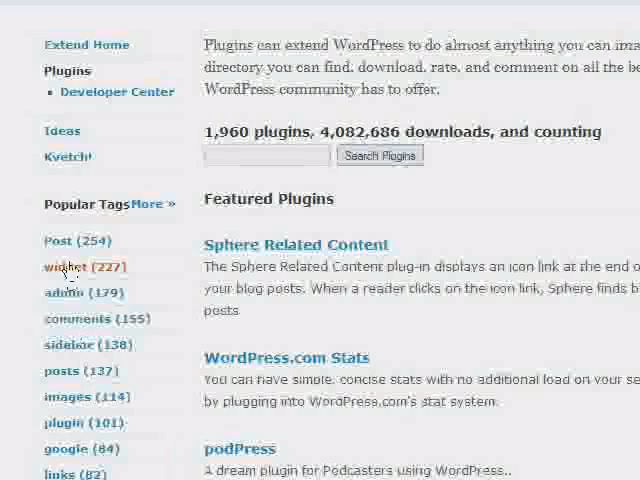 Extend Home
Plugins
Developer Center
Ideas
Kvetch!
Popular Tags More »
Post (254)
widget (227)
admin (179)
comments (155)
sidebar (138)
posts (137)
images (114)
plugin (101)
google (84)
links (82)
Plugins can extend WordPress to do almost anything you can ima
directory you can find, download, rate, and comment on all the be
WordPress community has to offer.
1,960 plugins, 4,082,686 downloads, and counting
Search Plugins
Featured Plugins
Sphere Related Content
The Sphere Related Content plug-in displays an icon link at the end o
your blog posts. When a reader clicks on the icon link, Sphere finds b
posts
WordPress.com Stats
You can have simple, concise stats with no additional load on your se
by plugging into WordPress.com's stat system.
podPress
A dream plugin for Podcasters using WordPress..